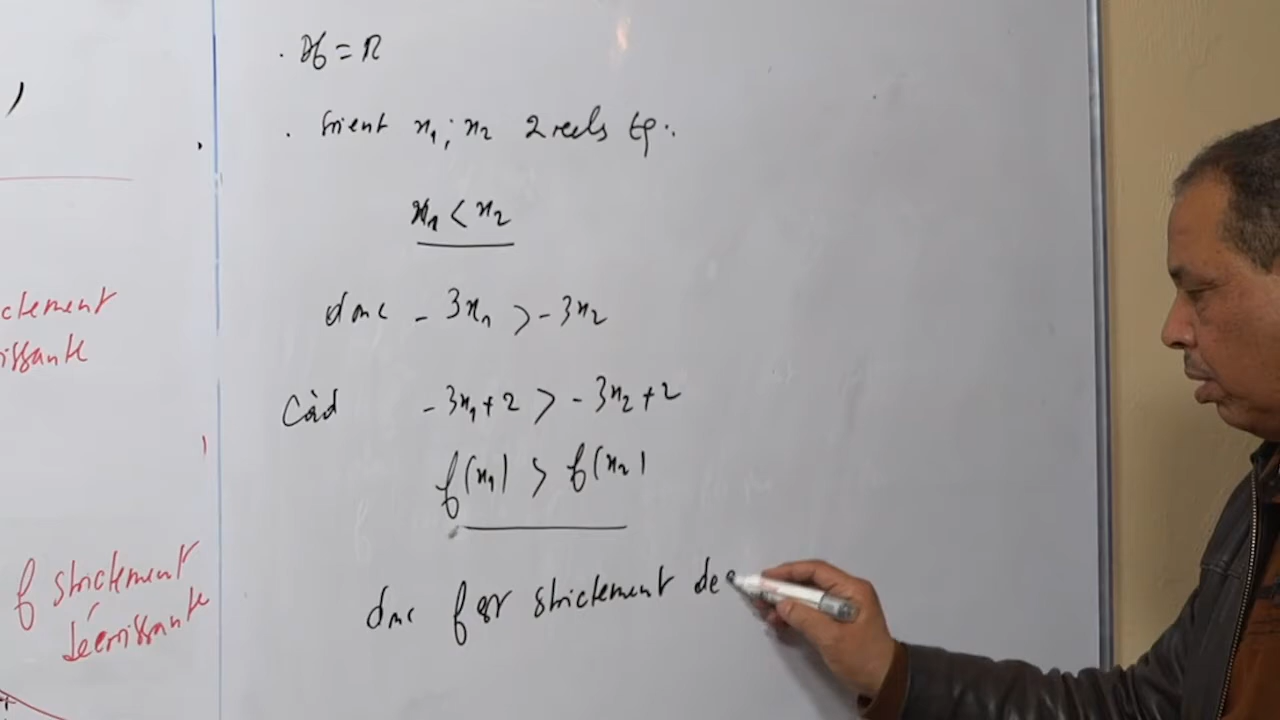 . Df = R
. Soient x1 ; x2 2 reels tq :
x1 < x2
donc - 3x1 > - 3x2
Càd - 3x1 + 2 > - 3x2 + 2
f(x1) > f(x2)
donc f est strictement dec
ctement
issante
f strictement
décroissante